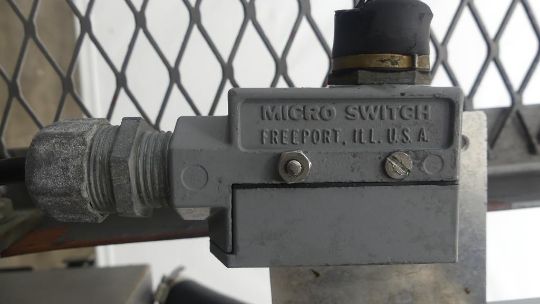 MICRO SWITCH
FREEPORT, ILL. U.S.A.